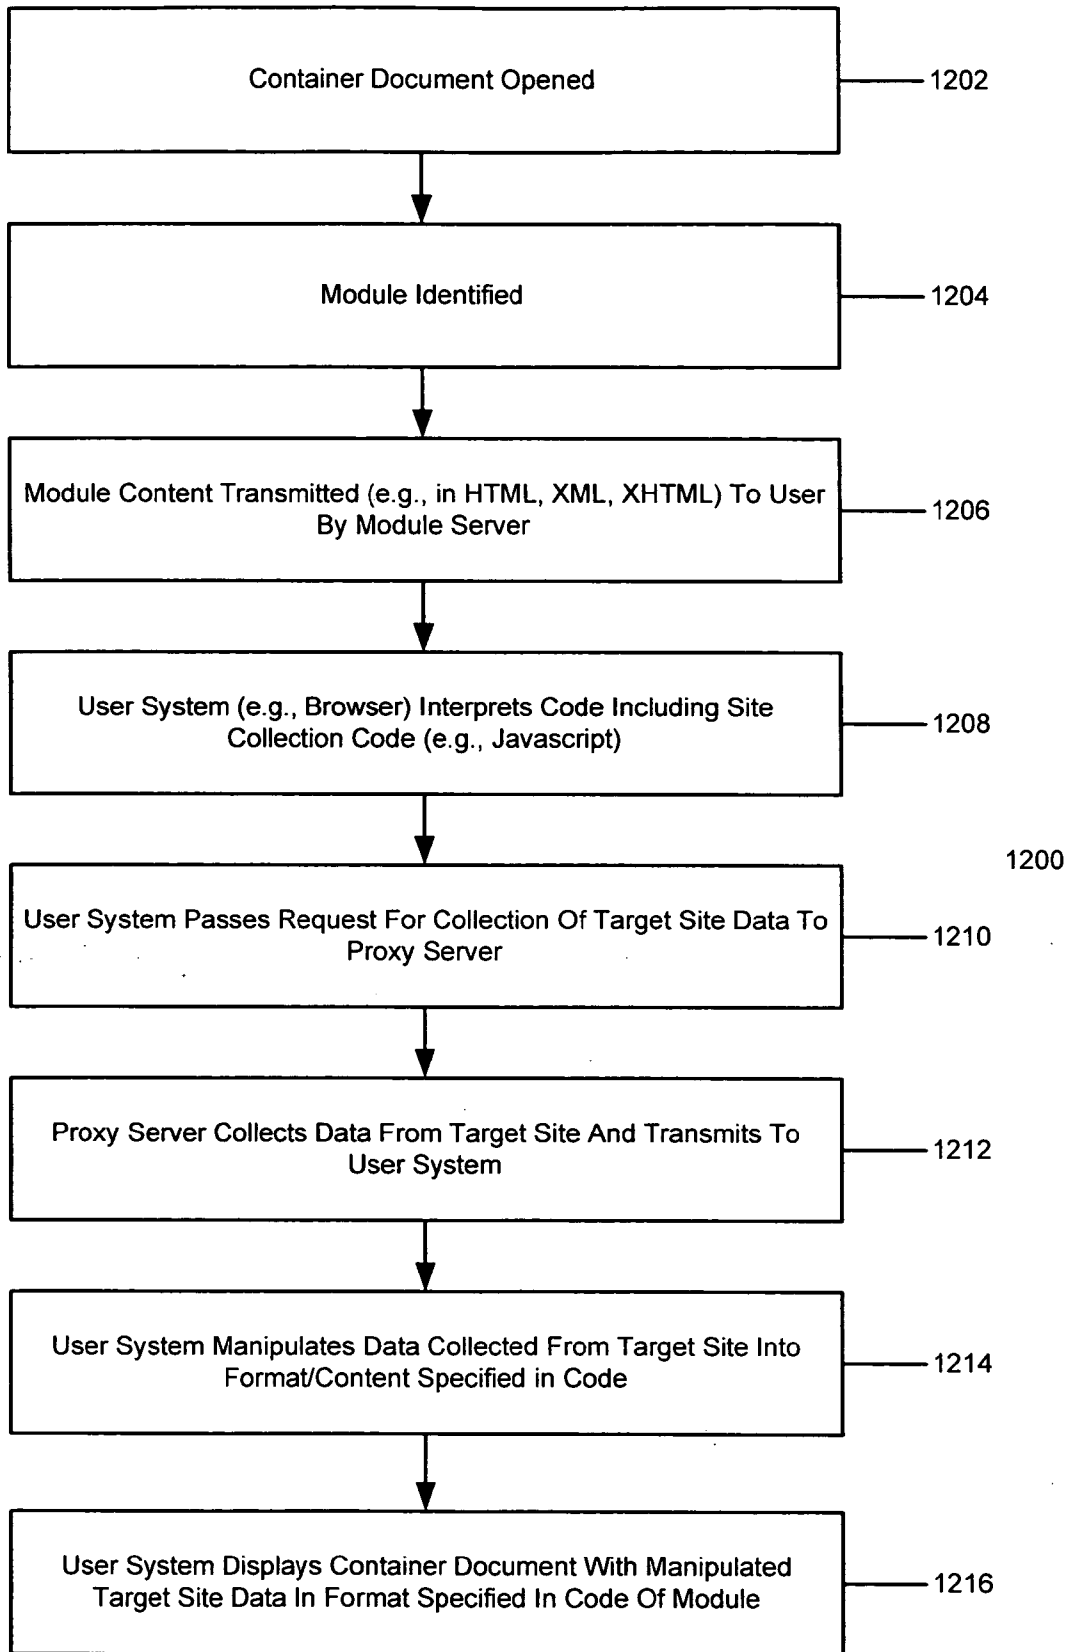 Container Document Opened
1202
Module Identified
1204
Module Content Transmitted (e.g., in HTML, XML, XHTML) To User
By Module Server
1206
User System (e.g., Browser) Interprets Code Including Site
Collection Code (e.g., Javascript)
1208
1200
User System Passes Request For Collection Of Target Site Data To
Proxy Server
1210
Proxy Server Collects Data From Target Site And Transmits To
User System
1212
User System Manipulates Data Collected From Target Site Into
Format/Content Specified in Code
1214
User System Displays Container Document With Manipulated
Target Site Data In Format Specified In Code Of Module
1216